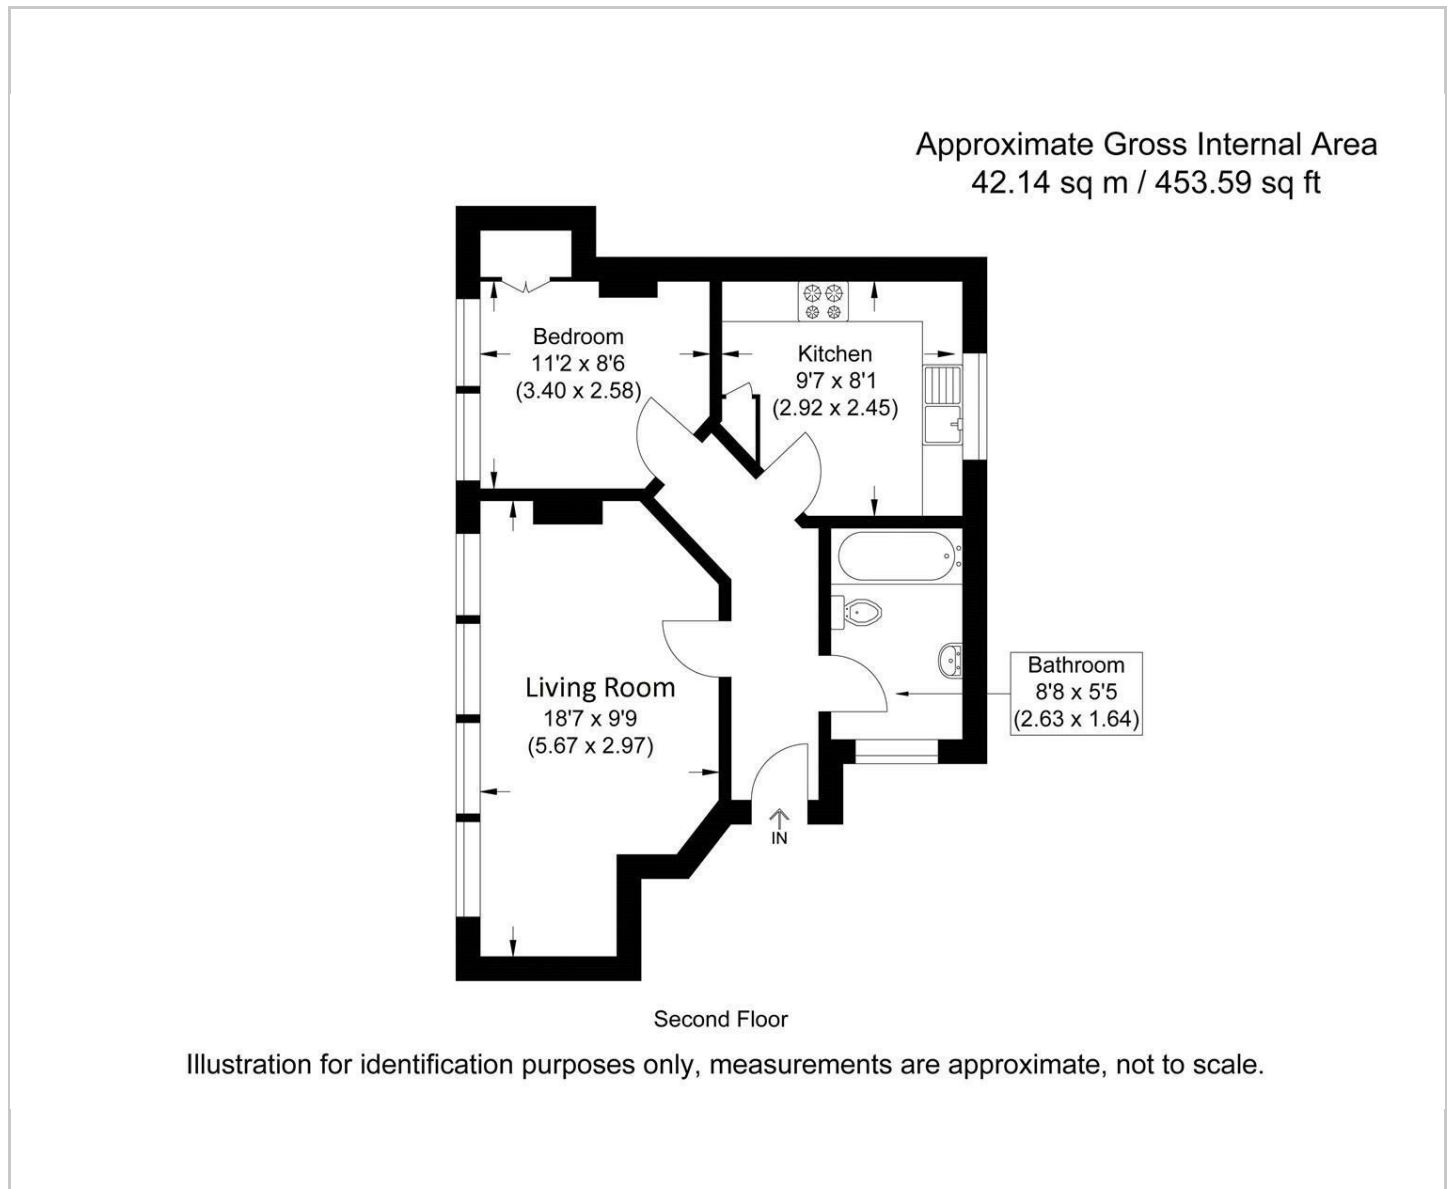 Approximate Gross Internal Area
42.14 sq m / 453.59 sq ft
Bedroom
11'2 x 8'6
(3.40 x 2.58)
Kitchen
9'7 x 8'1
(2.92 x 2.45)
Living Room
18'7 x 9'9
(5.67 x 2.97)
Bathroom
8'8 x 5'5
(2.63 x 1.64)
IN
Second Floor
Illustration for identification purposes only, measurements are approximate, not to scale.